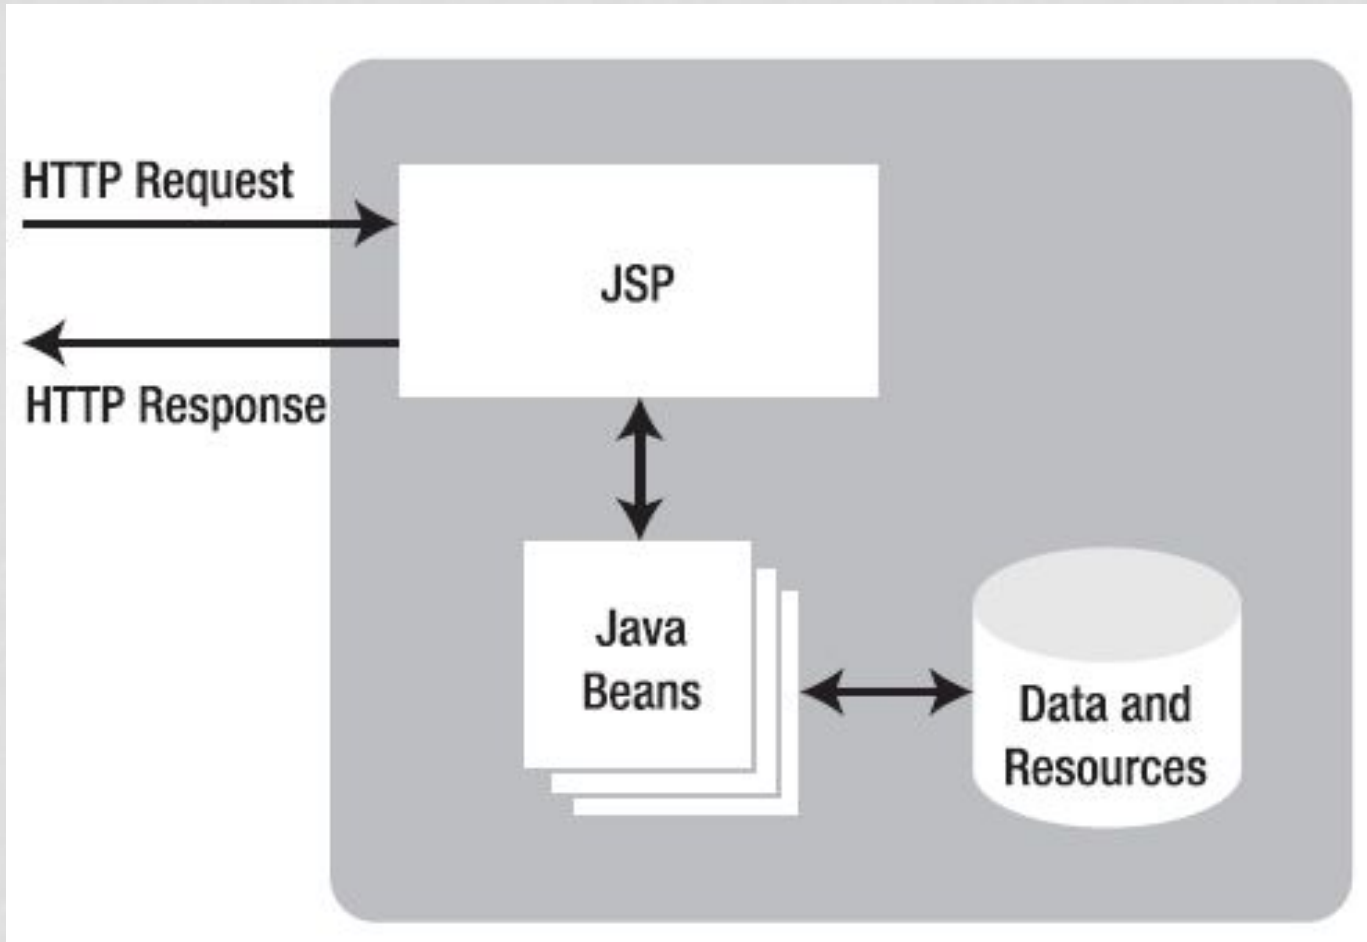 HTTP Request
JSP
HTTP Response
Java
Beans
Data and
Resources